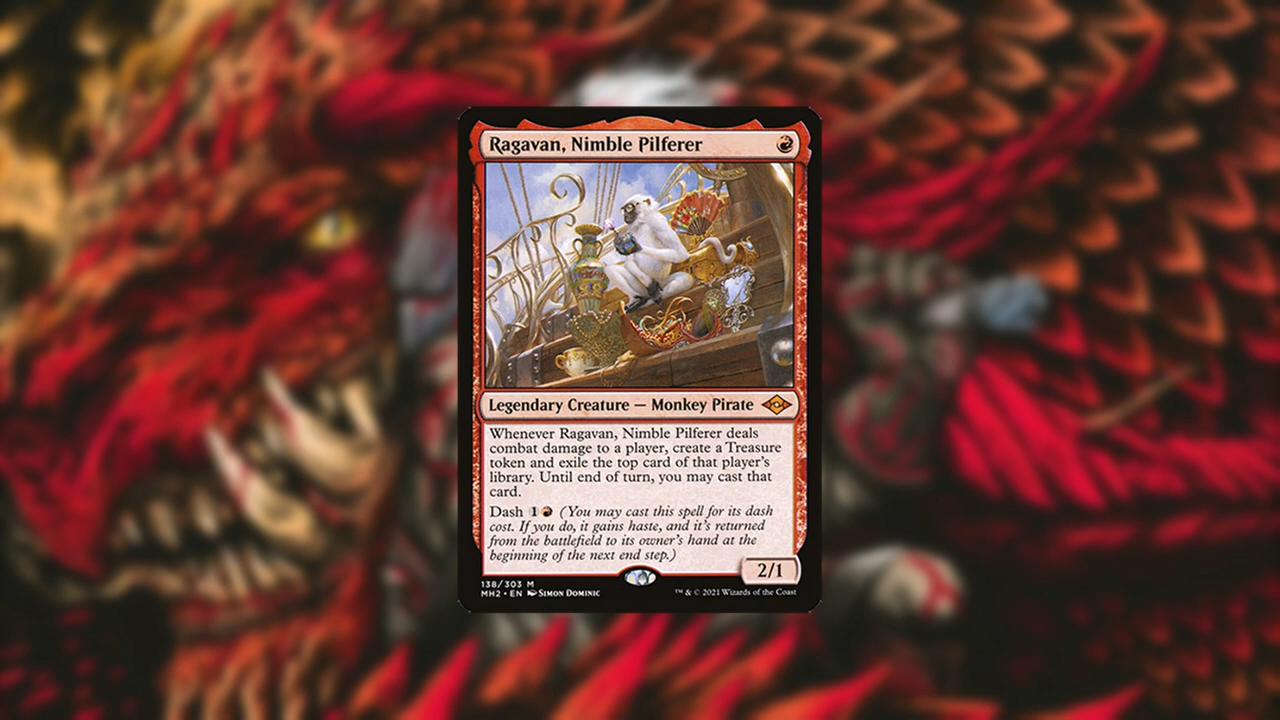 Ragavan, Nimble Pilferer
Legendary Creature — Monkey Pirate
Whenever Ragavan, Nimble Pilferer deals
combat damage to a player, create a Treasure
token and exile the top card of that player's
library. Until end of turn, you may cast that
card.
Dash 1 (You may cast this spell for its dash
cost. If you do, it gains haste, and it's returned
from the battlefield to its owner's hand at the
beginning of the next end step.)
2/1
138/303 M
MH2 • EN Simon Dominic
™ & © 2021 Wizards of the Coast